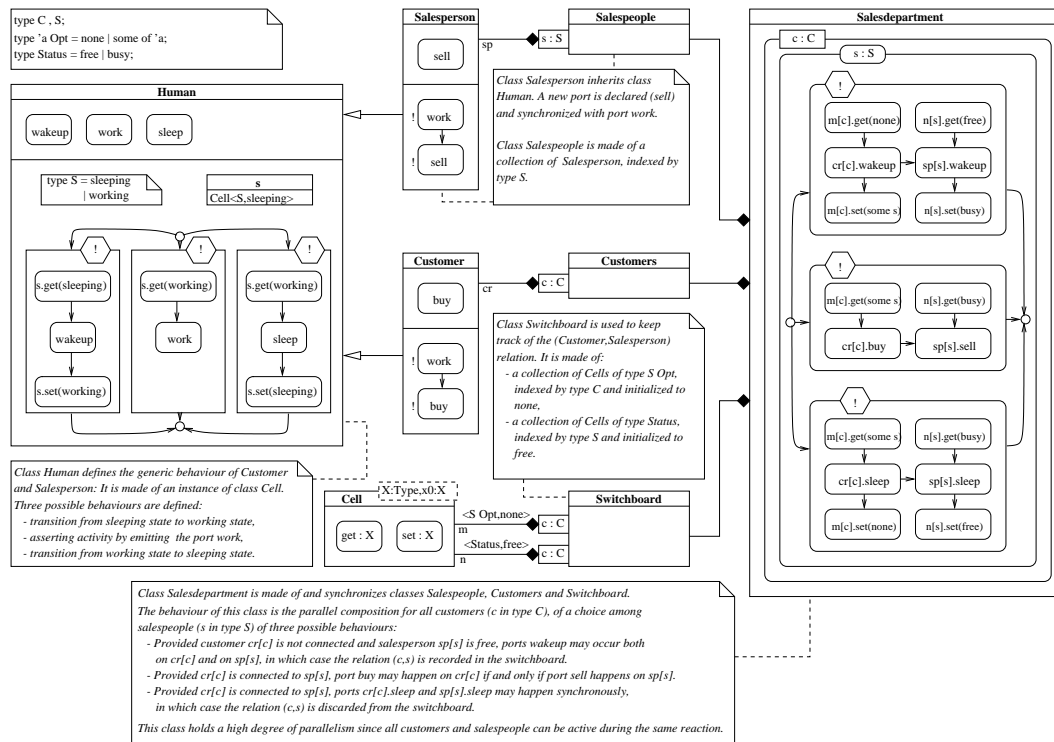 type C , S;
type 'a Opt = none | some of 'a;
type Status = free | busy;
Human
wakeup
work
sleep
type S = sleeping
| working
s
Cell<S,sleeping>
!
!
!
s.get(sleeping)
s.get(working)
s.get(working)
wakeup
work
sleep
s.set(working)
s.set(sleeping)
Class Human defines the generic behaviour of Customer
and Salesperson: It is made of an instance of class Cell.
Three possible behaviours are defined:
- transition from sleeping state to working state,
- asserting activity by emitting the port work,
- transition from working state to sleeping state.
Salesperson
sell
! work
! sell
sp
s : S
Salespeople
Class Salesperson inherits class
Human. A new port is declared (sell)
and synchronized with port work.
Class Salespeople is made of a
collection of Salesperson, indexed by
type S.
Customer
buy
! work
! buy
cr
c : C
Customers
Class Switchboard is used to keep
track of the (Customer,Salesperson)
relation. It is made of:
- a collection of Cells of type S Opt,
indexed by type C and initialized to
none,
- a collection of Cells of type Status,
indexed by type S and initialized to
free.
Cell
X:Type,x0:X
get : X
set : X
<S Opt,none>
m
c : C
<Status,free>
n
c : C
Switchboard
Salesdepartment
c : C
s : S
!
m[c].get(none)
n[s].get(free)
cr[c].wakeup
sp[s].wakeup
m[c].set(some s)
n[s].set(busy)
!
m[c].get(some s)
n[s].get(busy)
cr[c].buy
sp[s].sell
!
m[c].get(some s)
n[s].get(busy)
cr[c].sleep
sp[s].sleep
m[c].set(none)
n[s].set(free)
Class Salesdepartment is made of and synchronizes classes Salespeople, Customers and Switchboard.
The behaviour of this class is the parallel composition for all customers (c in type C), of a choice among
salespeople (s in type S) of three possible behaviours:
- Provided customer cr[c] is not connected and salesperson sp[s] is free, ports wakeup may occur both
on cr[c] and on sp[s], in which case the relation (c,s) is recorded in the switchboard.
- Provided cr[c] is connected to sp[s], port buy may happen on cr[c] if and only if port sell happens on sp[s].
- Provided cr[c] is connected to sp[s], ports cr[c].sleep and sp[s].sleep may happen synchronously,
in which case the relation (c,s) is discarded from the switchboard.
This class holds a high degree of parallelism since all customers and salespeople can be active during the same reaction.